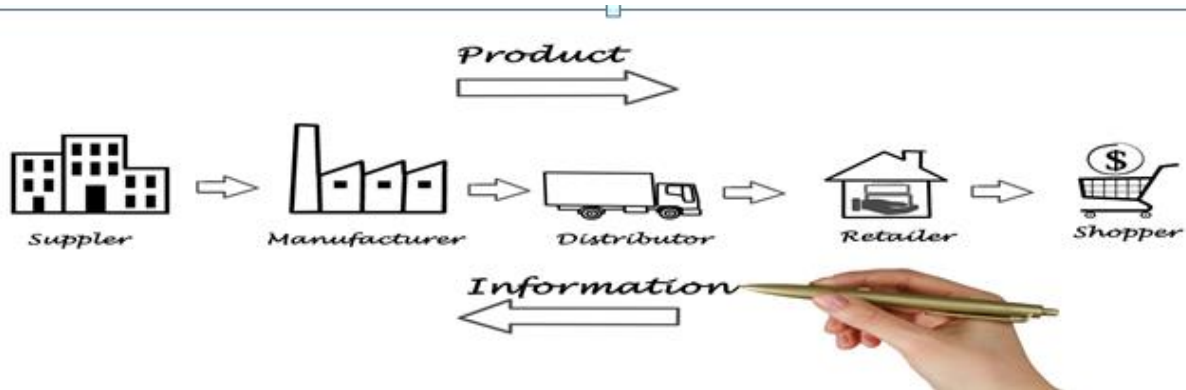 Product
$
Suppler
Manufacturer
Distributor
Retailer
Shopper
Information